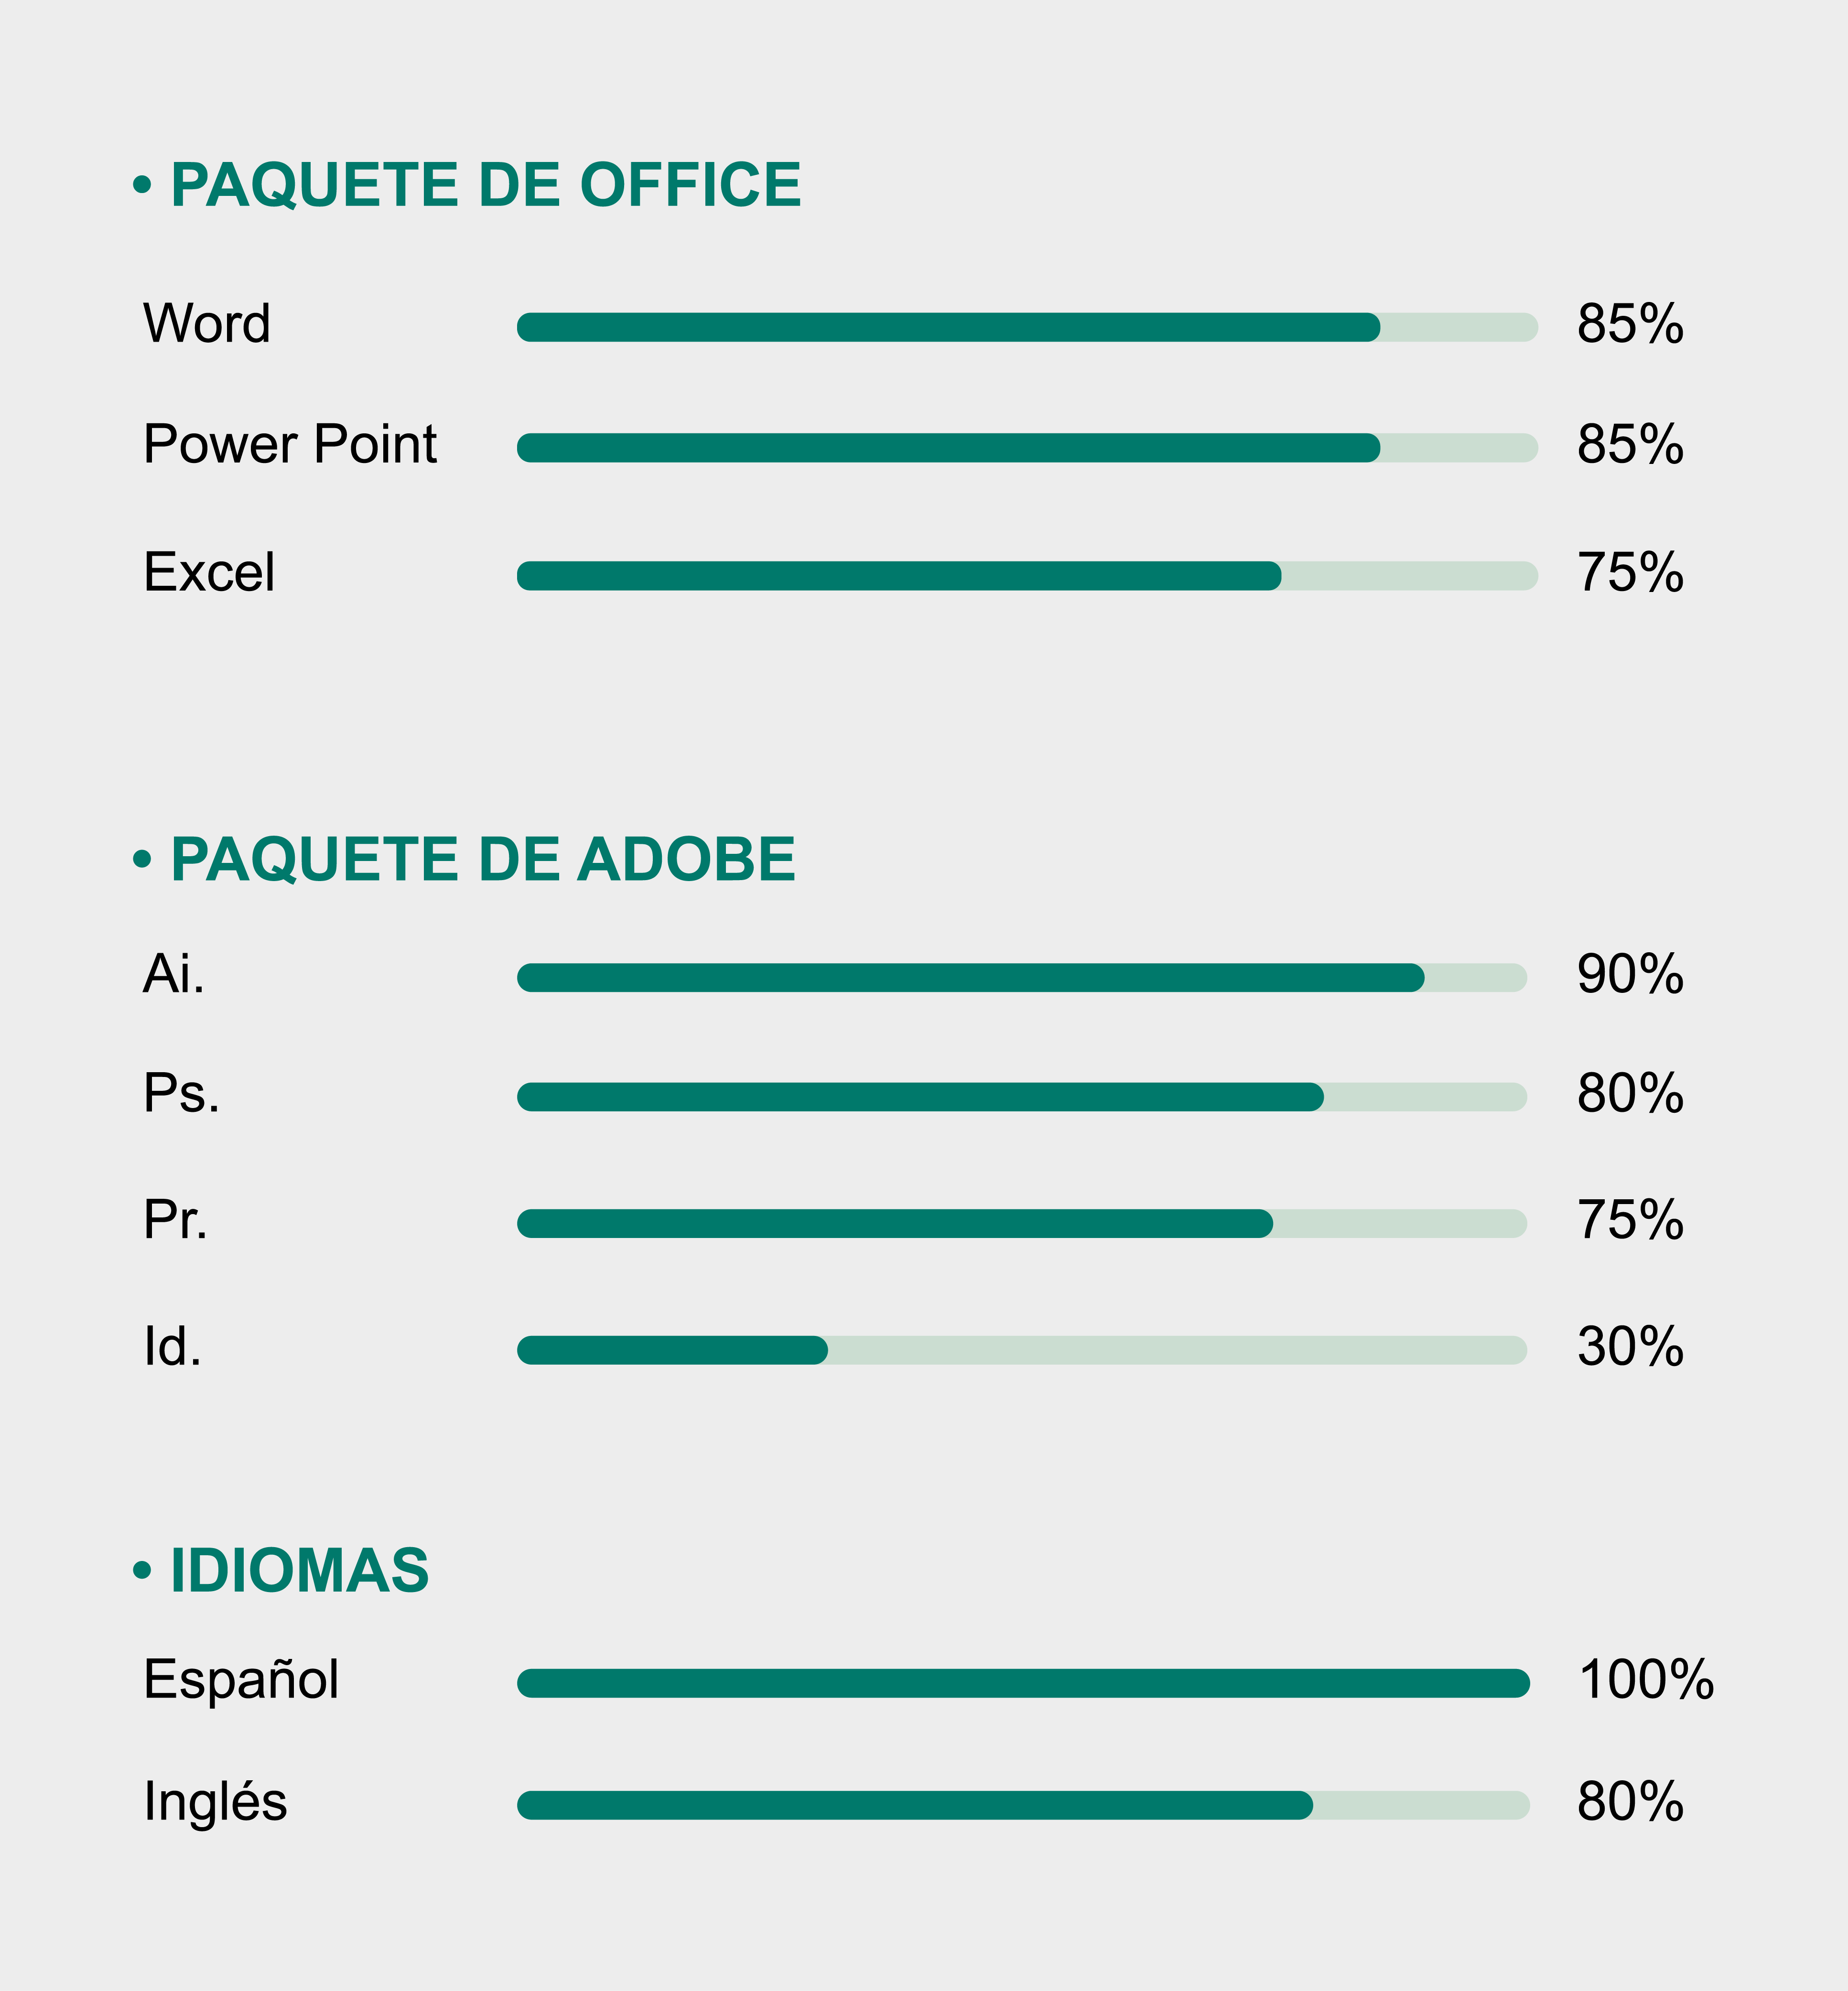 • PAQUETE DE OFFICE
Word 85%
Power Point 85%
Excel 75%
• PAQUETE DE ADOBE
Ai. 90%
Ps. 80%
Pr. 75%
Id. 30%
• IDIOMAS
Español 100%
Inglés 80%